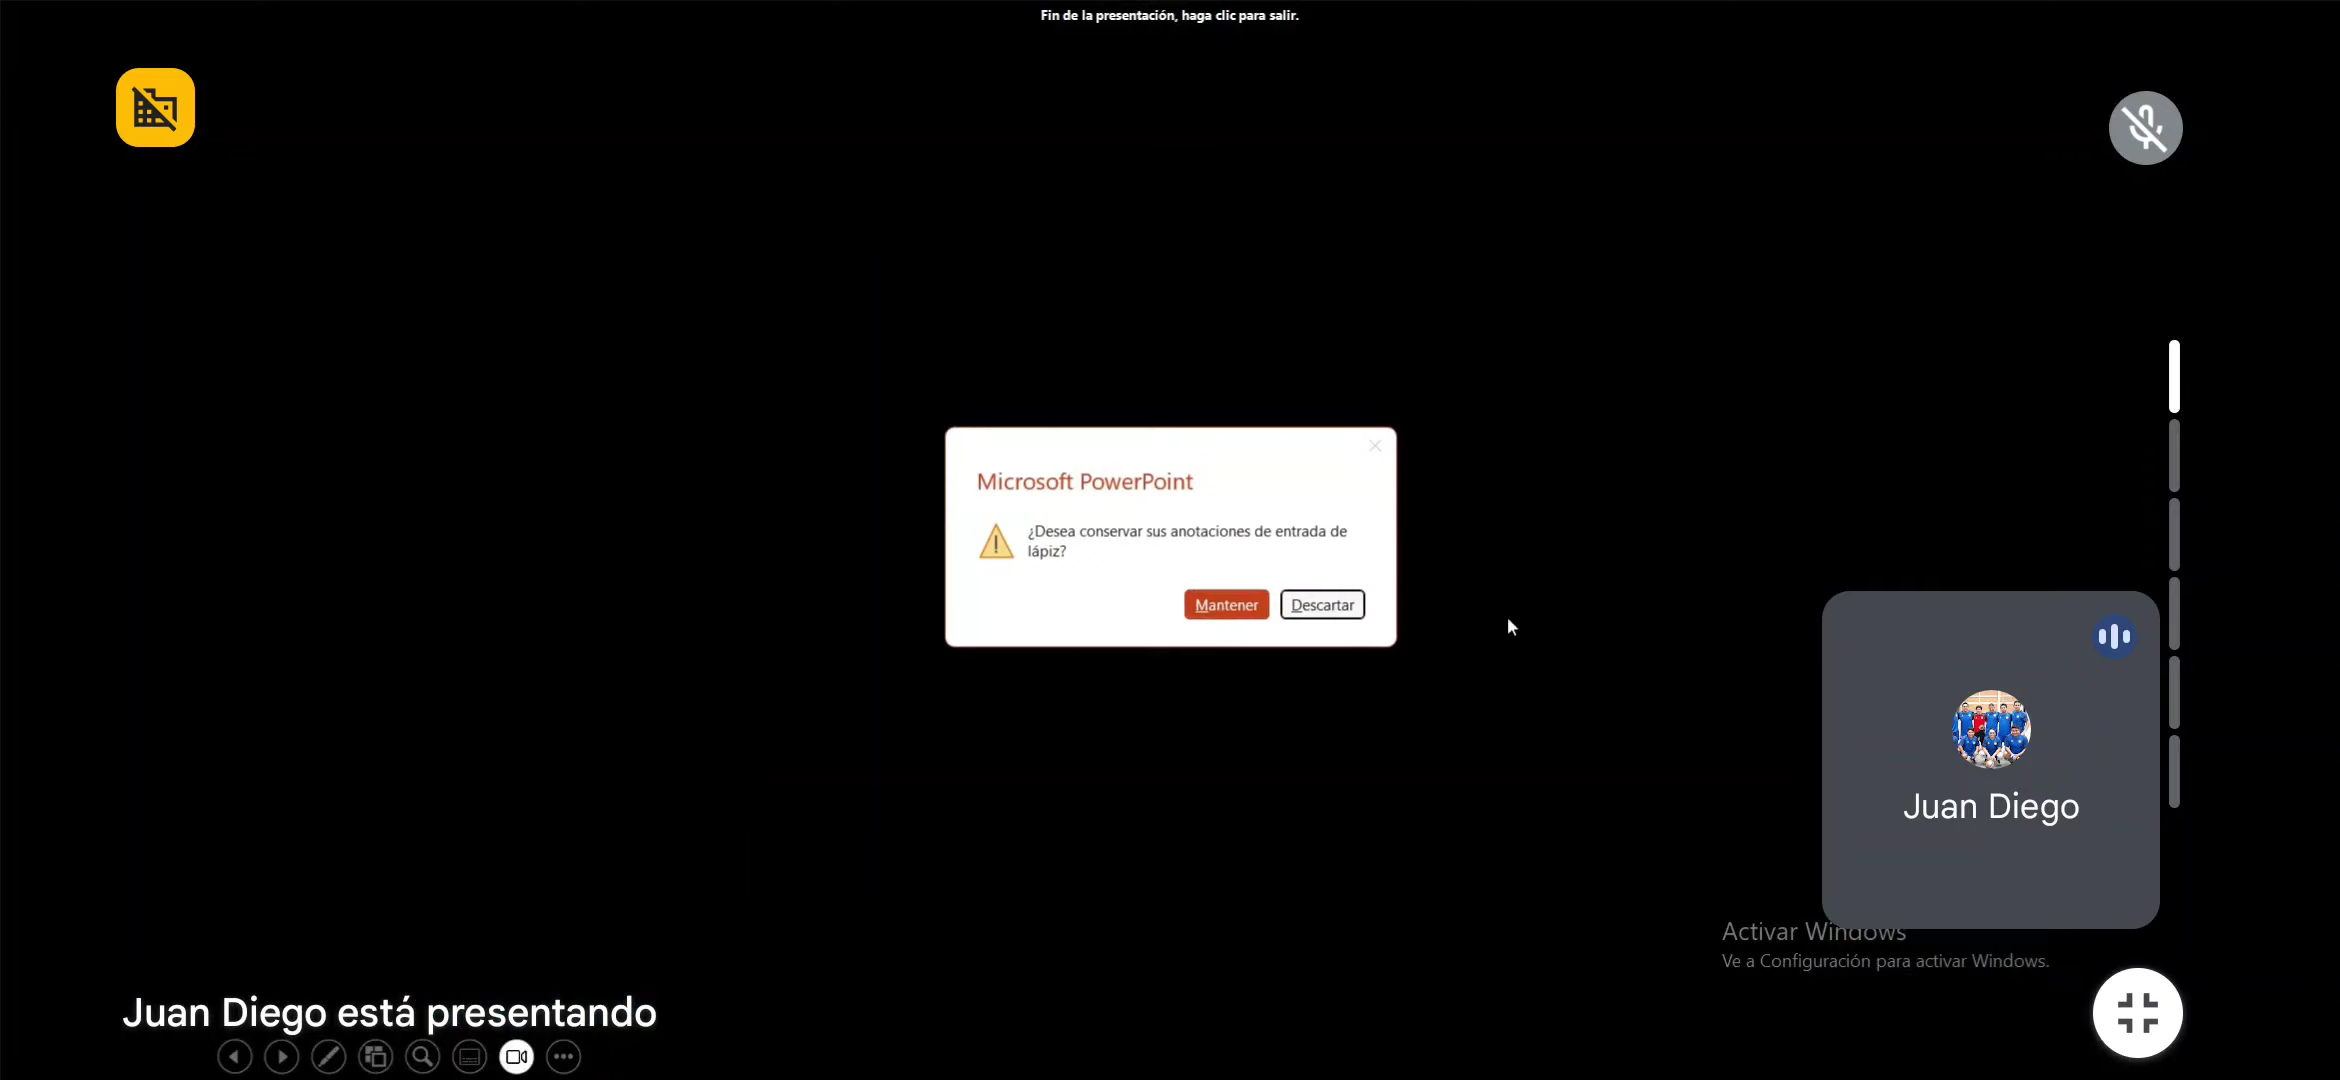 Fin de la presentación, haga clic para salir.
Microsoft PowerPoint
¿Desea conservar sus anotaciones de entrada de
lápiz?
Mantener
Descartar
Juan Diego
Activar Windows
Ve a Configuración para activar Windows.
Juan Diego está presentando